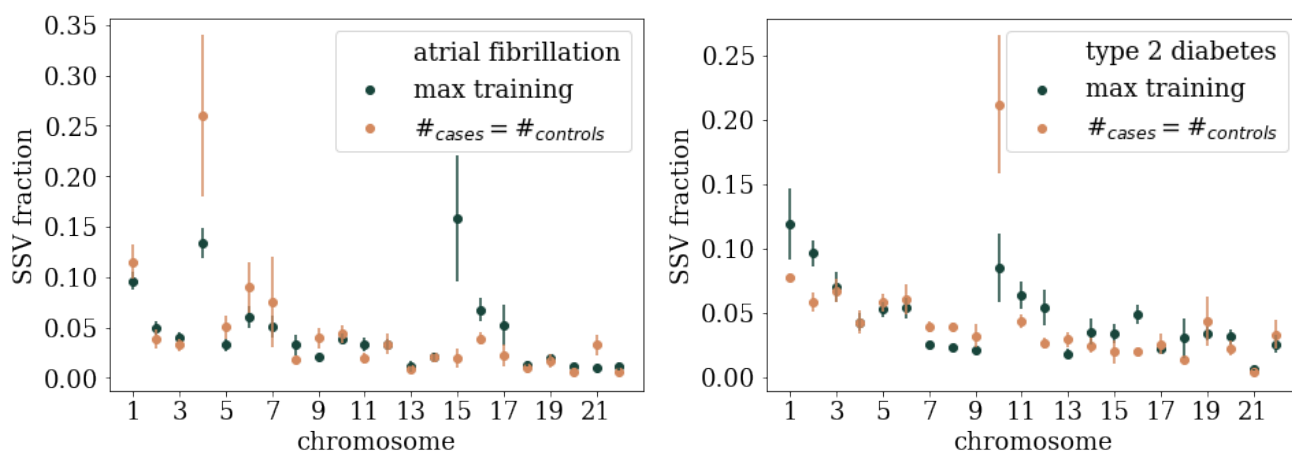 0.35
0.30
0.25
0.20
0.15
0.10
0.05
0.00
SSV fraction
atrial fibrillation
max training
#cases = #controls
1 3 5 7 9 11 13 15 17 19 21
chromosome
0.25
0.20
0.15
0.10
0.05
0.00
SSV fraction
type 2 diabetes
max training
#cases = #controls
1 3 5 7 9 11 13 15 17 19 21
chromosome